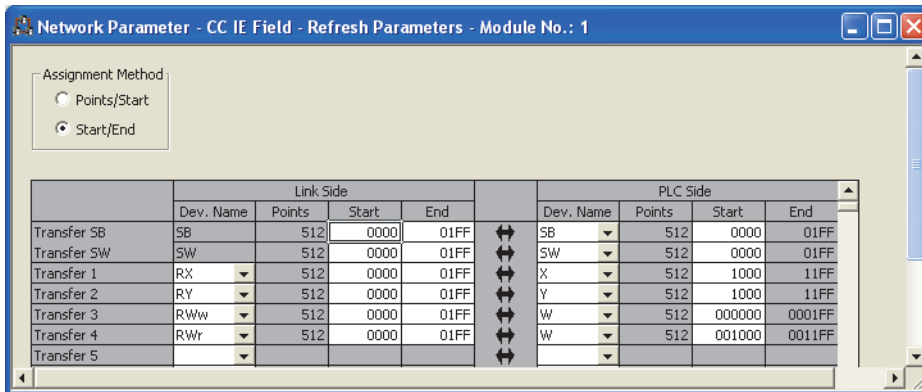 Network Parameter - CC IE Field - Refresh Parameters - Module No.: 1
Assignment Method
Points/Start
Start/End
Link Side PLC Side
Dev. Name Points Start End Dev. Name Points Start End
Transfer SB SB 512 0000 01FF SB 512 0000 01FF
Transfer SW SW 512 0000 01FF SW 512 0000 01FF
Transfer 1 RX 512 0000 01FF X 512 1000 11FF
Transfer 2 RY 512 0000 01FF Y 512 1000 11FF
Transfer 3 RWw 512 0000 01FF W 512 000000 0001FF
Transfer 4 RWr 512 0000 01FF W 512 001000 0011FF
Transfer 5